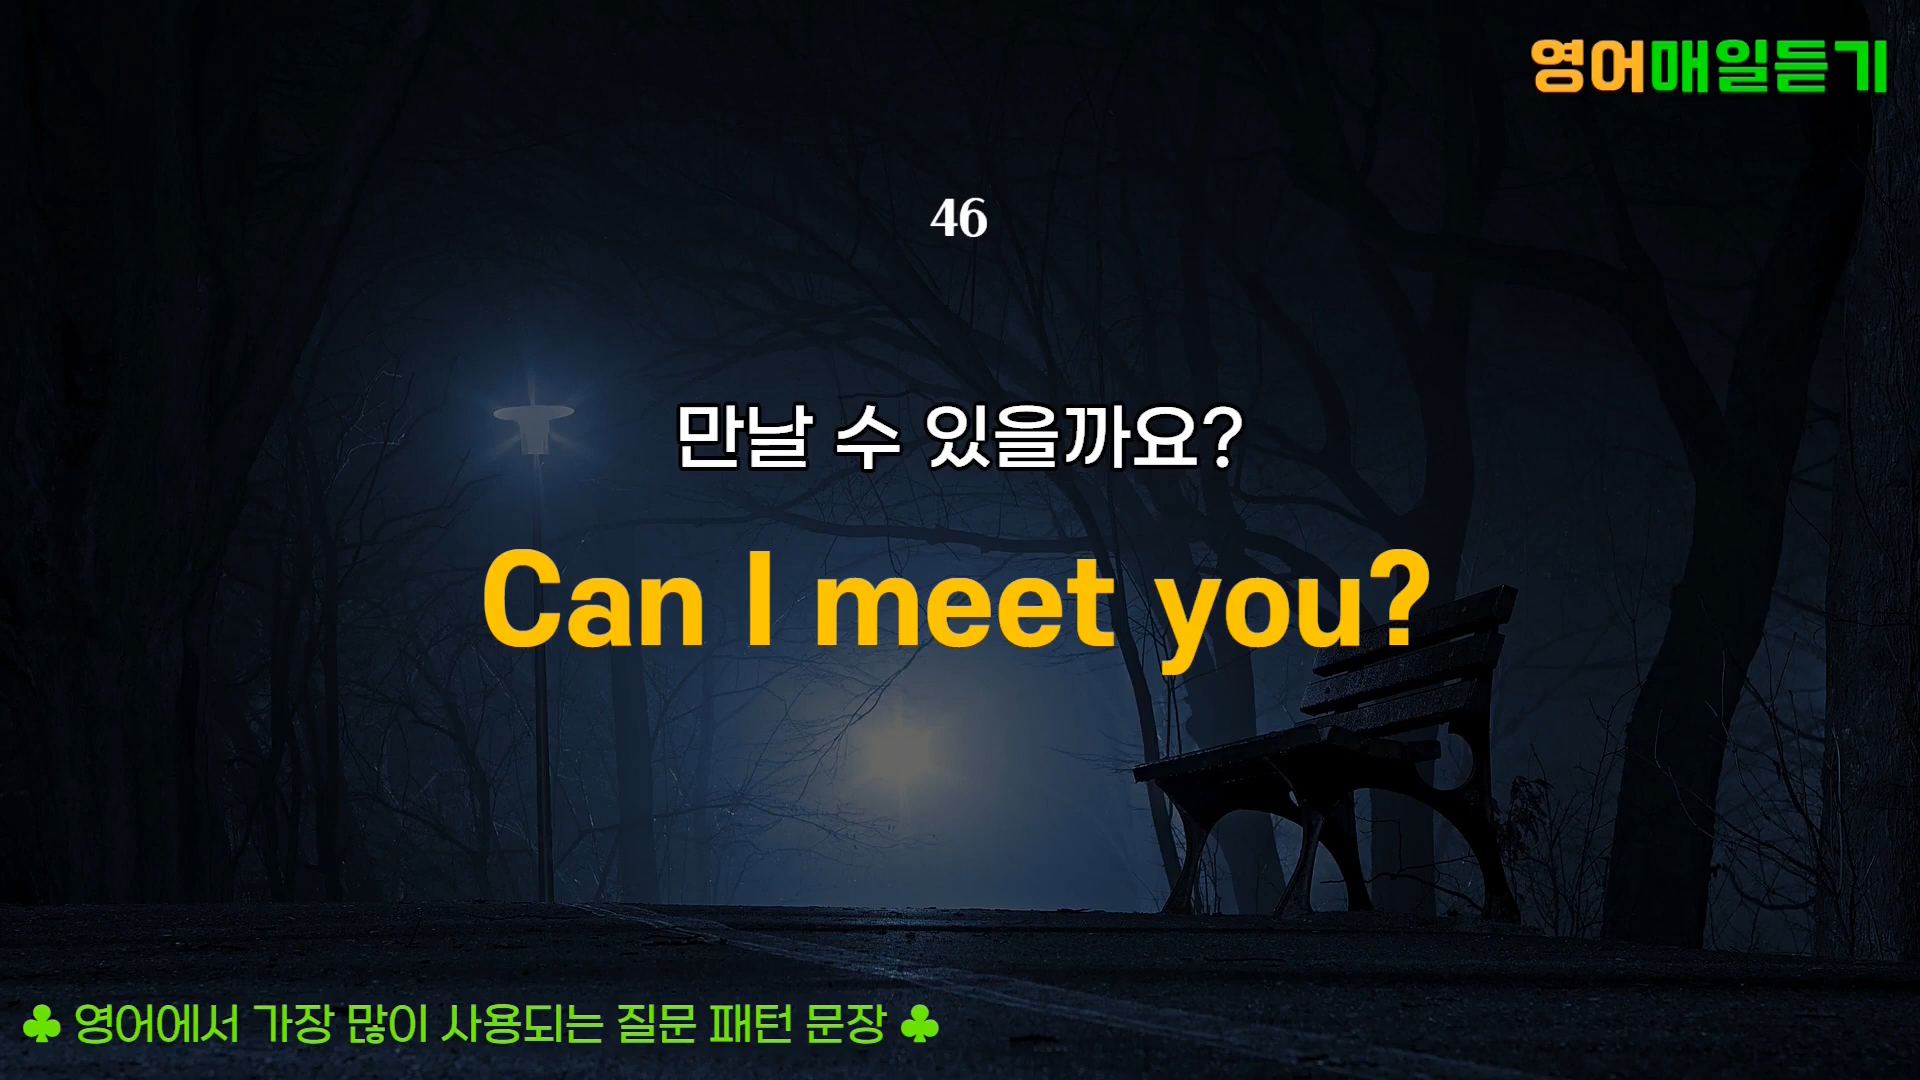 영어매일듣기
46
만날 수 있을까요?
Can I meet you?
♣ 영어에서 가장 많이 사용되는 질문 패턴 문장 ♣